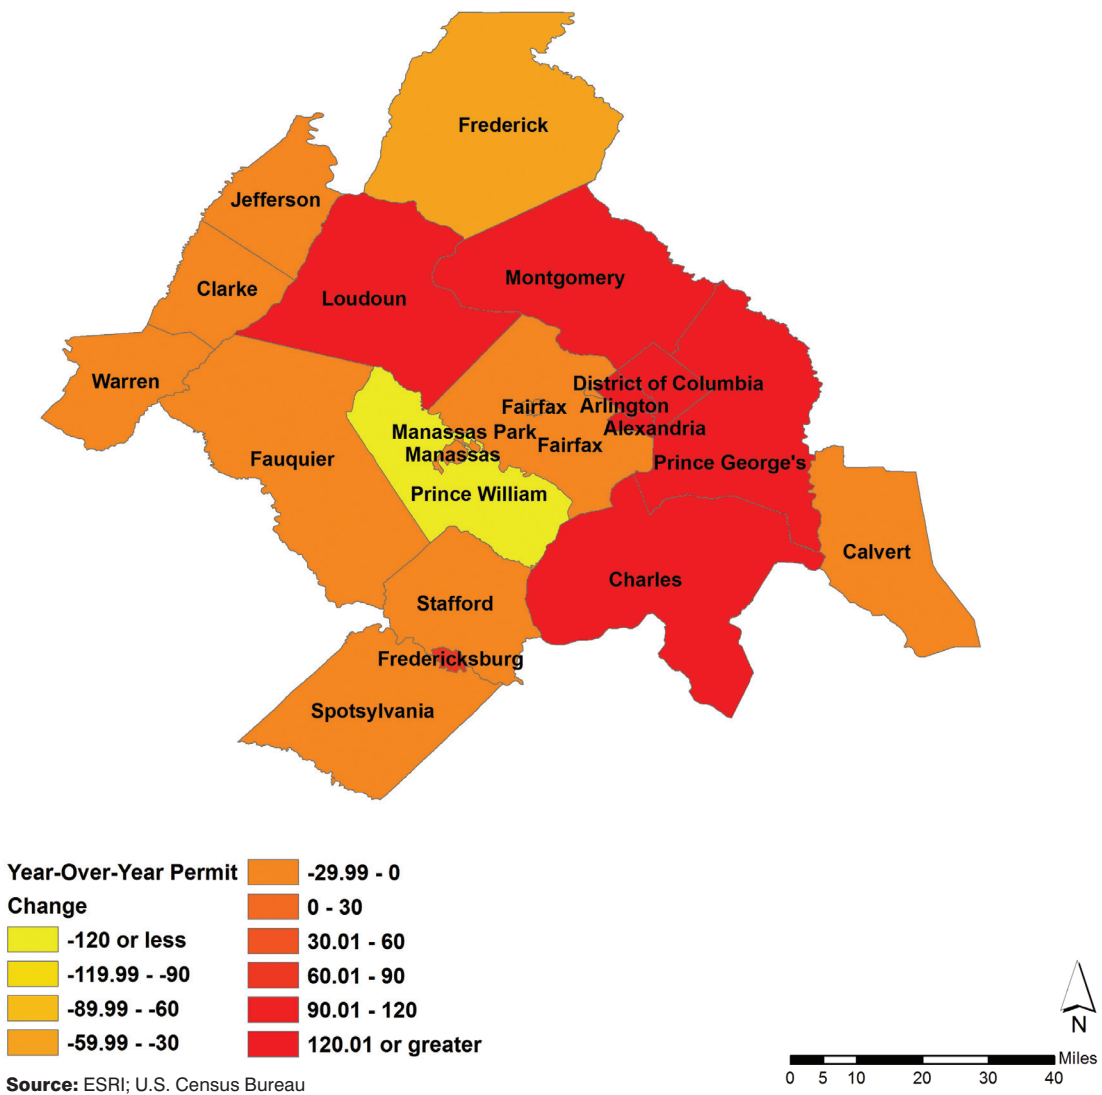 Frederick
Jefferson
Montgomery
Clarke
Loudoun
Warren
District of Columbia
Fairfax
Arlington
Alexandria
Manassas Park
Fairfax
Manassas
Fauquier
Prince George's
Prince William
Calvert
Charles
Stafford
Fredericksburg
Spotsylvania
Year-Over-Year Permit
Change
-120 or less
-119.99 - -90
-89.99 - -60
-59.99 - -30
-29.99 - 0
0 - 30
30.01 - 60
60.01 - 90
90.01 - 120
120.01 or greater
N
Miles
0 5 10 20 30 40
Source: ESRI; U.S. Census Bureau